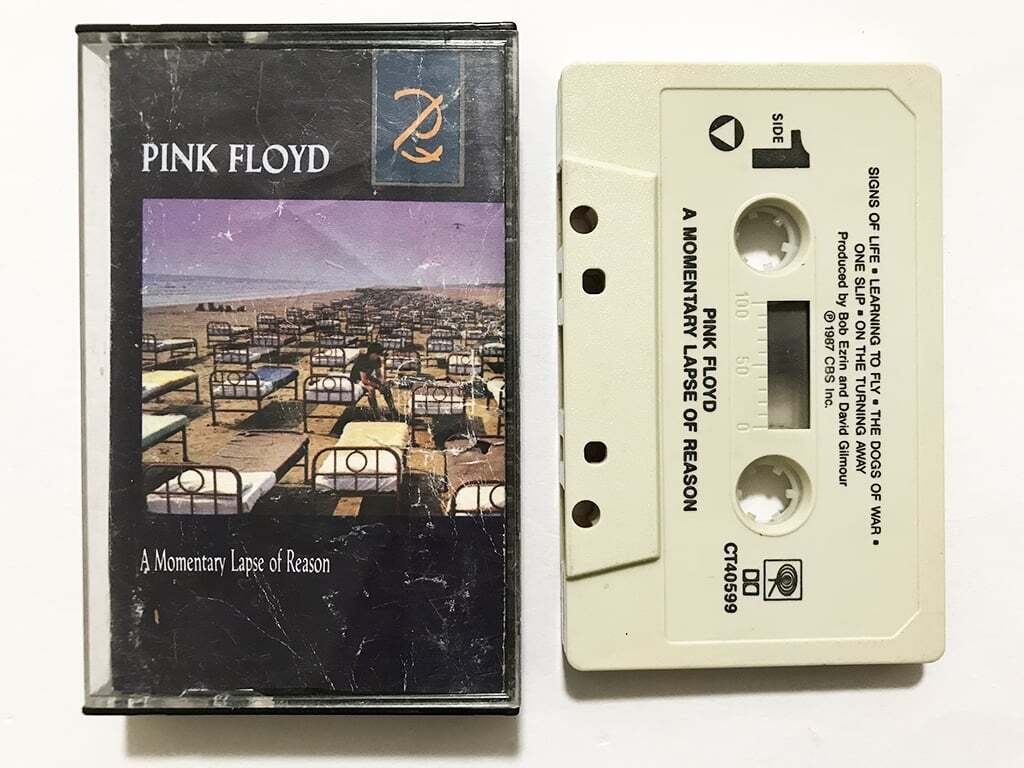 PINK FLOYD
A Momentary Lapse of Reason
SIDE 1
SIGNS OF LIFE ▪ LEARNING TO FLY ▪ THE DOGS OF WAR ▪
ONE SLIP ▪ ON THE TURNING AWAY
Produced by Bob Ezrin and David Gilmour
℗1987 CBS Inc.
100 50 0
PINK FLOYD
A MOMENTARY LAPSE OF REASON
CT40599